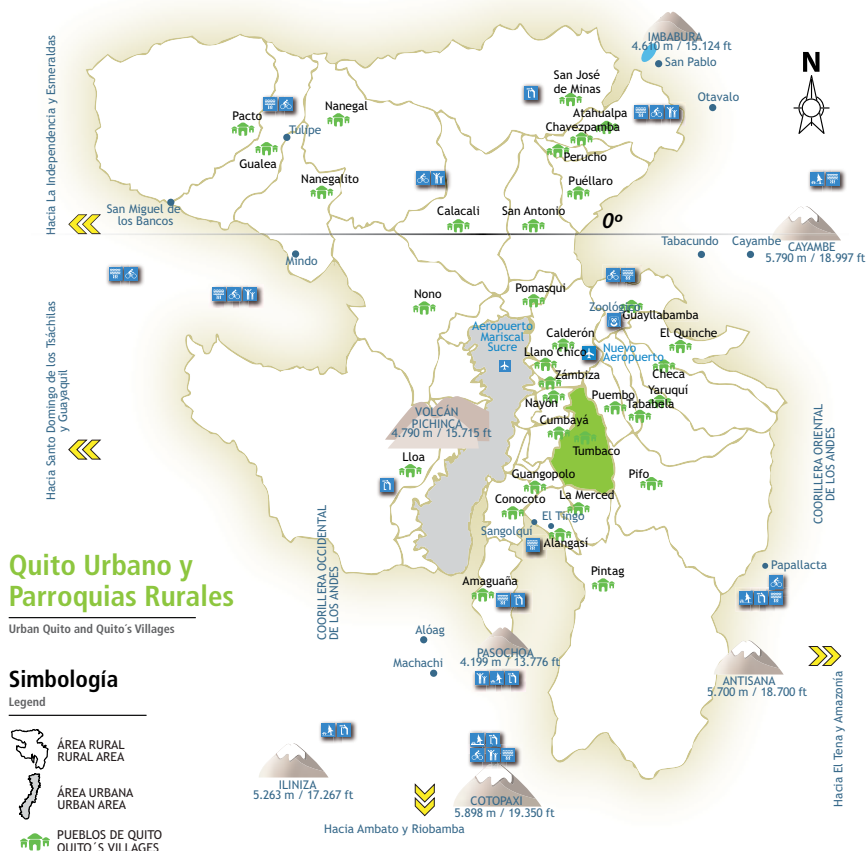 IMBABURA
4.610 m / 15.124 ft
San Pablo
Otavalo
N
Hacia La Independencia y Esmeraldas
San José
de Minas
Nanegal
Pacto
Tulipe
Gualea
Atahualpa
Chavezpamba
Perucho
Nanegalito
Puéllaro
San Miguel de
los Bancos
Calacali
San Antonio
0º
Tabacundo
Cayambe
CAYAMBE
5.790 m / 18.997 ft
Mindo
Nono
Pomasqui
Zoológico
Guayllabamba
Aeropuerto
Mariscal
Sucre
Calderón
El Quinche
Llano Chico
Nuevo
Aeropuerto
Zámbiza
Checa
Yaruquí
Nayón
Puembo
Tababela
Hacia Santo Domingo de los Tsáchilas
y Guayaquil
VOLCÁN
PICHINCA
4.790 m / 15.715 ft
Cumbayá
Tumbaco
Lloa
Guangopolo
Pifo
COORILLERA ORIENTAL
DE LOS ANDES
Conocoto
La Merced
El Tingo
Sangolquí
Alangasí
COORILLERA OCCIDENTAL
DE LOS ANDES
Quito Urbano y
Parroquias Rurales
Urban Quito and Quito´s Villages
Amaguaña
Pintag
Papallacta
Alóag
Machachi
PASOCHOA
4.199 m / 13.776 ft
ANTISANA
5.700 m / 18.700 ft
Hacia El Tena y Amazonía
Simbología
Legend
ÁREA RURAL
RURAL AREA
ÁREA URBANA
URBAN AREA
PUEBLOS DE QUITO
QUITO´S VILLAGES
ILINIZA
5.263 m / 17.267 ft
COTOPAXI
5.898 m / 19.350 ft
Hacia Ambato y Riobamba